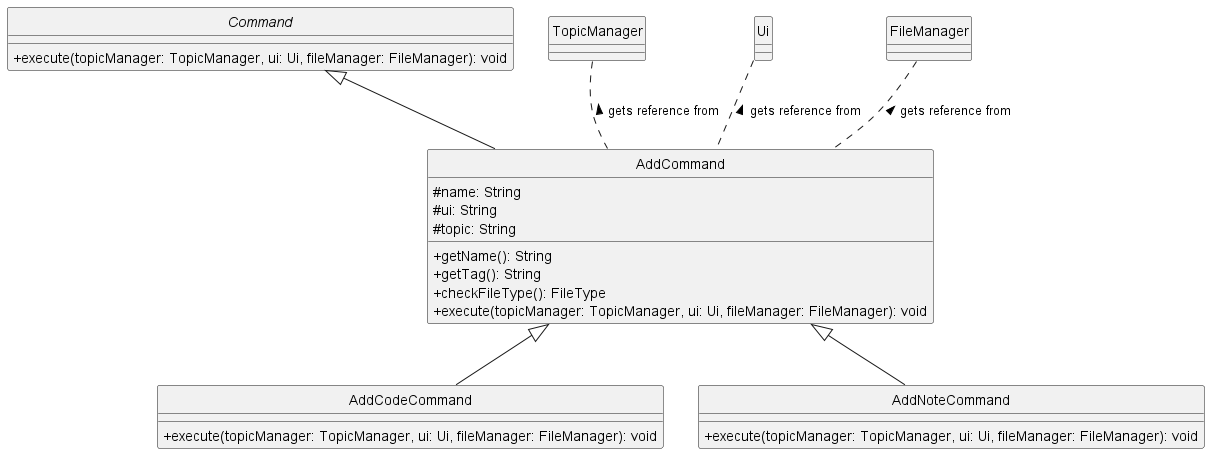 Command
+execute(topicManager: TopicManager, ui: Ui, fileManager: FileManager): void
TopicManager
Ui
FileManager
gets reference from
gets reference from
gets reference from
AddCommand
#name: String
#ui: String
#topic: String
+getName(): String
+getTag(): String
+checkFileType(): FileType
+execute(topicManager: TopicManager, ui: Ui, fileManager: FileManager): void
AddCodeCommand
+execute(topicManager: TopicManager, ui: Ui, fileManager: FileManager): void
AddNoteCommand
+execute(topicManager: TopicManager, ui: Ui, fileManager: FileManager): void